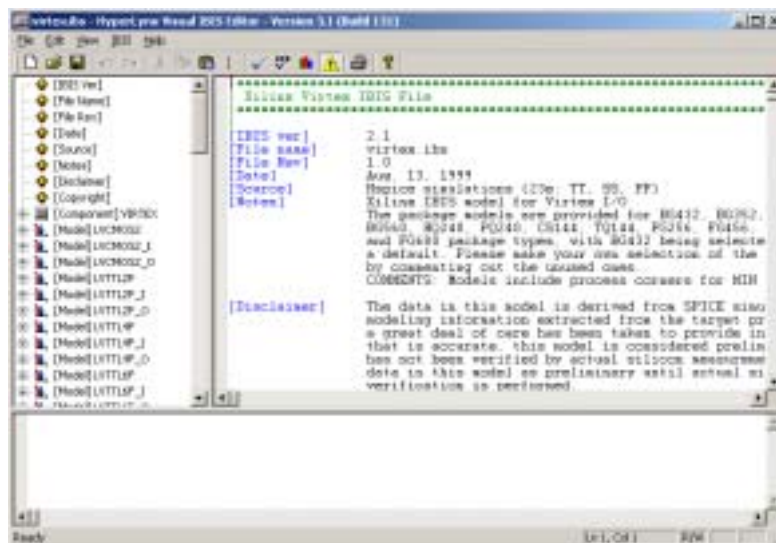 virtex.ibs - HyperLynx Visual IBIS Editor - Version 5.1 (Build 131)
File Edit View IBIS Help
[IBIS Ver]
[File Name]
[File Rev]
[Date]
[Source]
[Notes]
[Disclaimer]
[Copyright]
[Component] VIRTEX
[Model] LVCMOS2
[Model] LVCMOS2_I
[Model] LVCMOS2_O
[Model] LVTTL2F
[Model] LVTTL2F_I
[Model] LVTTL2F_O
[Model] LVTTL4F
[Model] LVTTL4F_I
[Model] LVTTL4F_O
[Model] LVTTL6F
[Model] LVTTL6F_I
Xilinx Virtex IBIS File
[IBIS ver] 2.1
[File name] virtex.ibs
[File Rev] 1.0
[Date] Aug. 13, 1999
[Source] Hspice simulations (23e: TT, SS, FF)
[Notes] Xilinx IBIS model for Virtex I/O
The package models are provided for BG432, BG352,
BG560, HQ240, PQ240, CS144, TQ144, FG256, FG456,
and FG680 package types, with BG432 being selecte
a default. Please make your own selection of the
by commenting out the unused ones.
COMMENTS: Models include process corners for MIN
[Disclaimer] The data in this model is derived from SPICE simu
modeling information extracted from the target pr
a great deal of care has been taken to provide in
that is accurate, this model is considered prelim
has not been verified by actual silicon measureme
data in this model as preliminary until actual si
verification is performed.
Ready Ln 1, Col 1 R/W